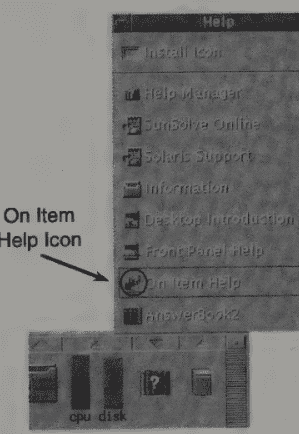 Help
Install Icon
Help Manager
SunSolve Online
Solaris Support
Information
Desktop Introduction
Front Panel Help
On Item Help
AnswerBook2
On Item
Help Icon
cpu disk